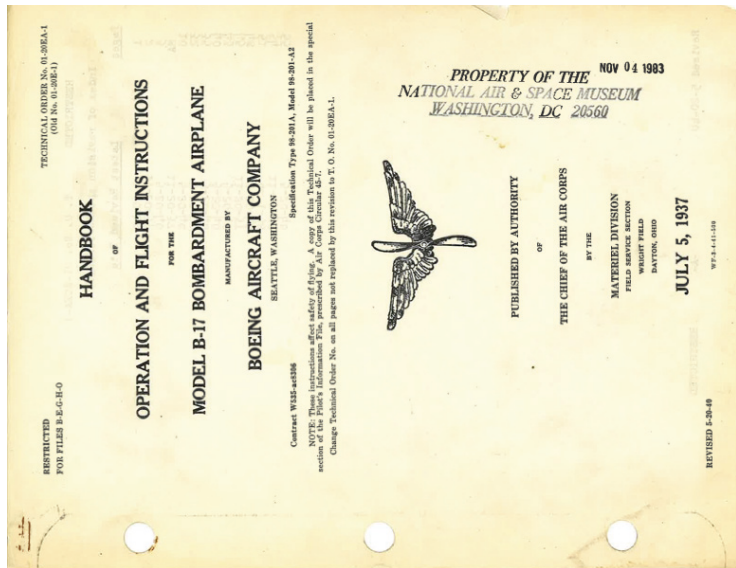 RESTRICTED
FOR FILES B-E-G-H-O
TECHNICAL ORDER No. 01-20EA-1
(Old No. 01-20E-1)
HANDBOOK
OF
OPERATION AND FLIGHT INSTRUCTIONS
FOR THE
MODEL B-17 BOMBARDMENT AIRPLANE
MANUFACTURED BY
BOEING AIRCRAFT COMPANY
SEATTLE, WASHINGTON
Contract W535-ac8306 Specification Type 98-201A, Model 98-201-A2
NOTE: These instructions affect safety of flying. A copy of this Technical Order will be placed in the special
section of the Pilot's Information File, prescribed by Air Corps Circular 45-7.
Change Technical Order No. on all pages not replaced by this revision to T. O. No. 01-20EA-1.
NOV 04 1983
PROPERTY OF THE
NATIONAL AIR & SPACE MUSEUM
WASHINGTON, DC 20560
PUBLISHED BY AUTHORITY
OF
THE CHIEF OF THE AIR CORPS
BY THE
MATERIEL DIVISION
FIELD SERVICE SECTION
WRIGHT FIELD
DAYTON, OHIO
JULY 5, 1937
REVISED 5-20-40